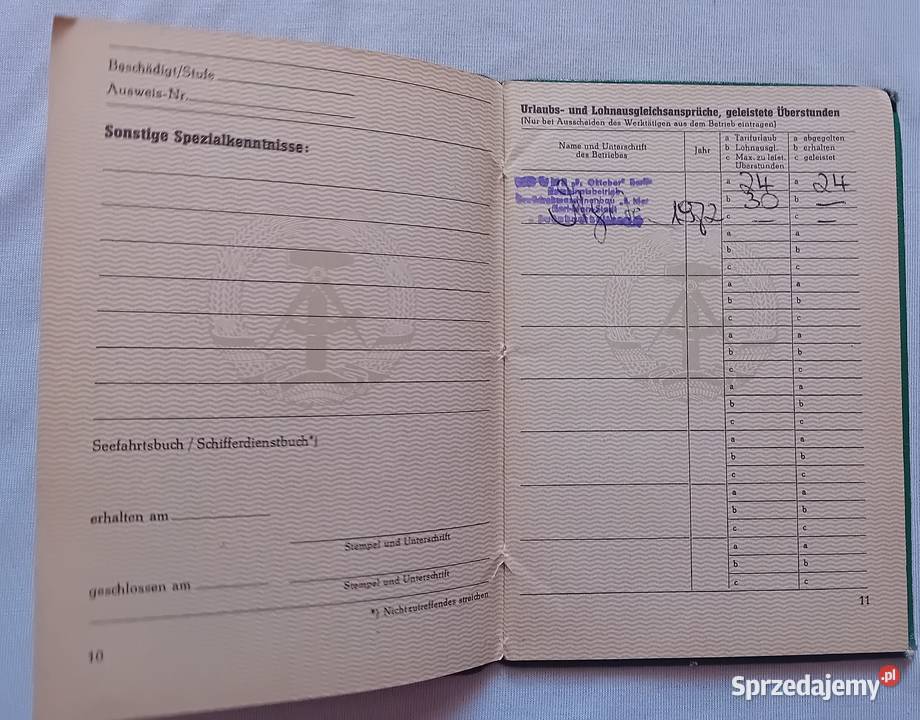 Beschädigt/Stufe
Ausweis-Nr.
Sonstige Spezialkenntnisse:
Seefahrtsbuch / Schifferdienstbuch*)
erhalten am
Stempel und Unterschrift
geschlossen am
Stempel und Unterschrift
*) Nichtzutreffendes streichen
10
Urlaubs- und Lohnausgleichsansprüche, geleistete Überstunden
(Nur bei Ausscheiden des Werktätigen aus dem Betrieb eintragen)
Name und Unterschrift
des Betriebes
Jahr
a Tarifurlaub
b Lohnausgl.
c Max. zu leist.
Überstunden
a abgegolten
b erhalten
c geleistet
"7. Oktober" Berlin
1972
a 24 a 24
b 30 b —
c — c —
a a
b b
c c
a a
b b
c c
a a
b b
c c
a a
b b
c c
a a
b b
c c
a a
b b
c c
a a
b b
c c
11
Sprzedajemy.pl